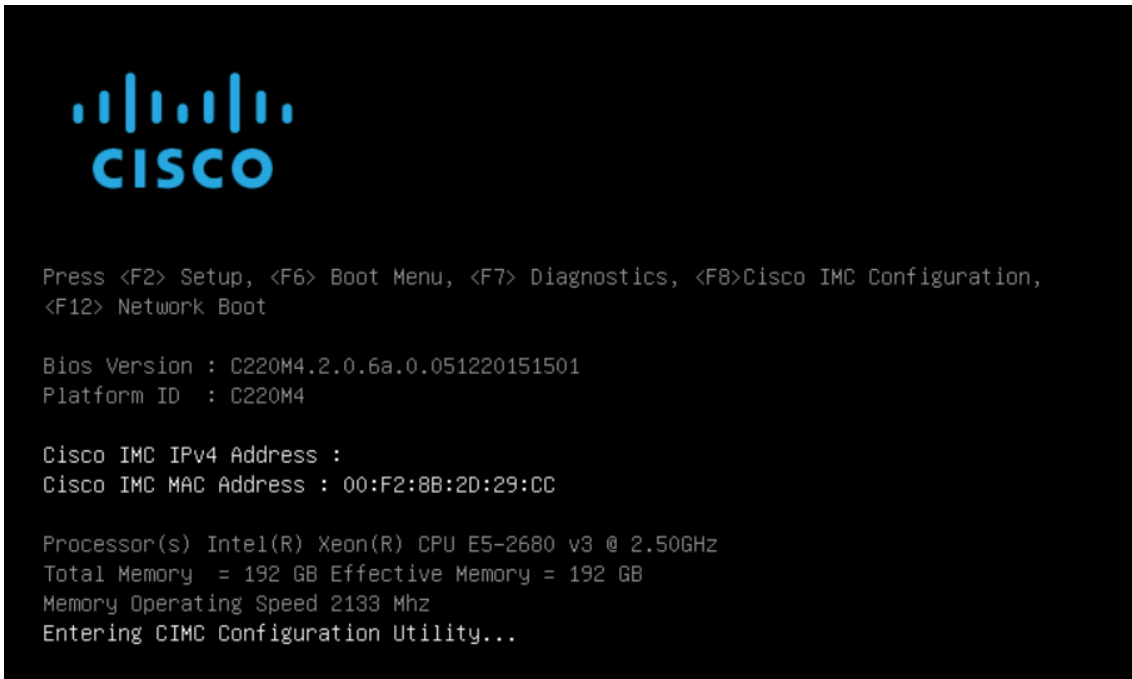 CISCO
Press <F2> Setup, <F6> Boot Menu, <F7> Diagnostics, <F8>Cisco IMC Configuration,
<F12> Network Boot
Bios Version : C220M4.2.0.6a.0.051220151501
Platform ID  : C220M4
Cisco IMC IPv4 Address :
Cisco IMC MAC Address : 00:F2:8B:2D:29:CC
Processor(s) Intel(R) Xeon(R) CPU E5-2680 v3 @ 2.50GHz
Total Memory  = 192 GB Effective Memory = 192 GB
Memory Operating Speed 2133 Mhz
Entering CIMC Configuration Utility...